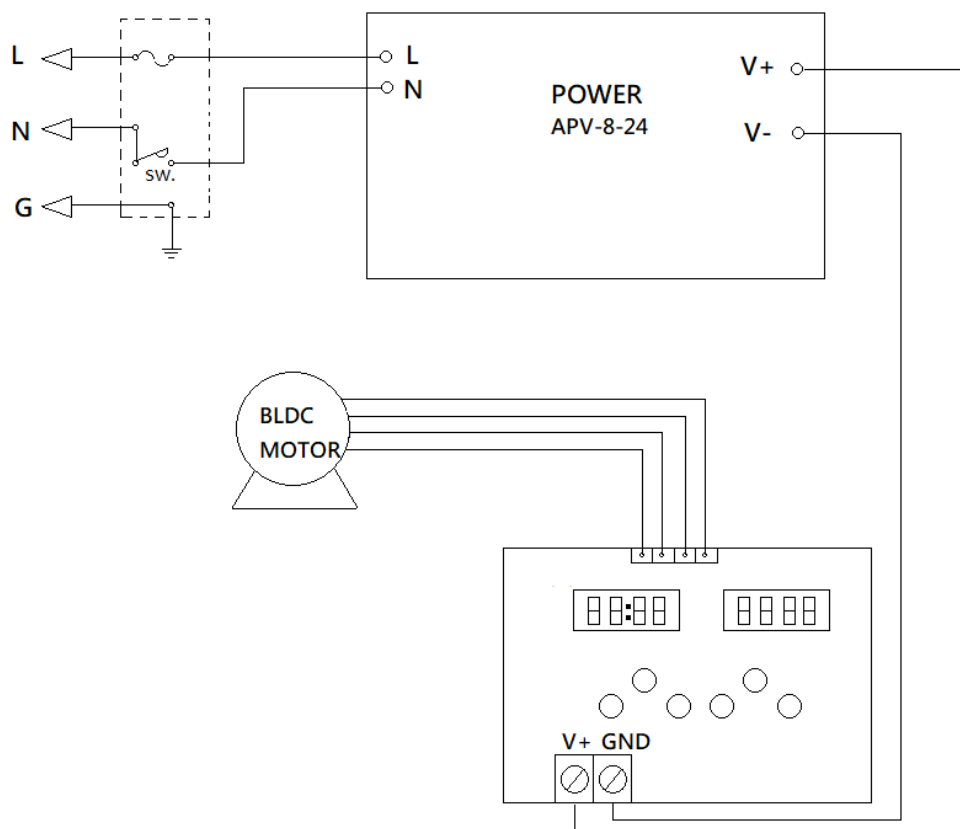 L
L
N
N
SW.
G
POWER
APV-8-24
V+
V-
BLDC
MOTOR
V+ GND